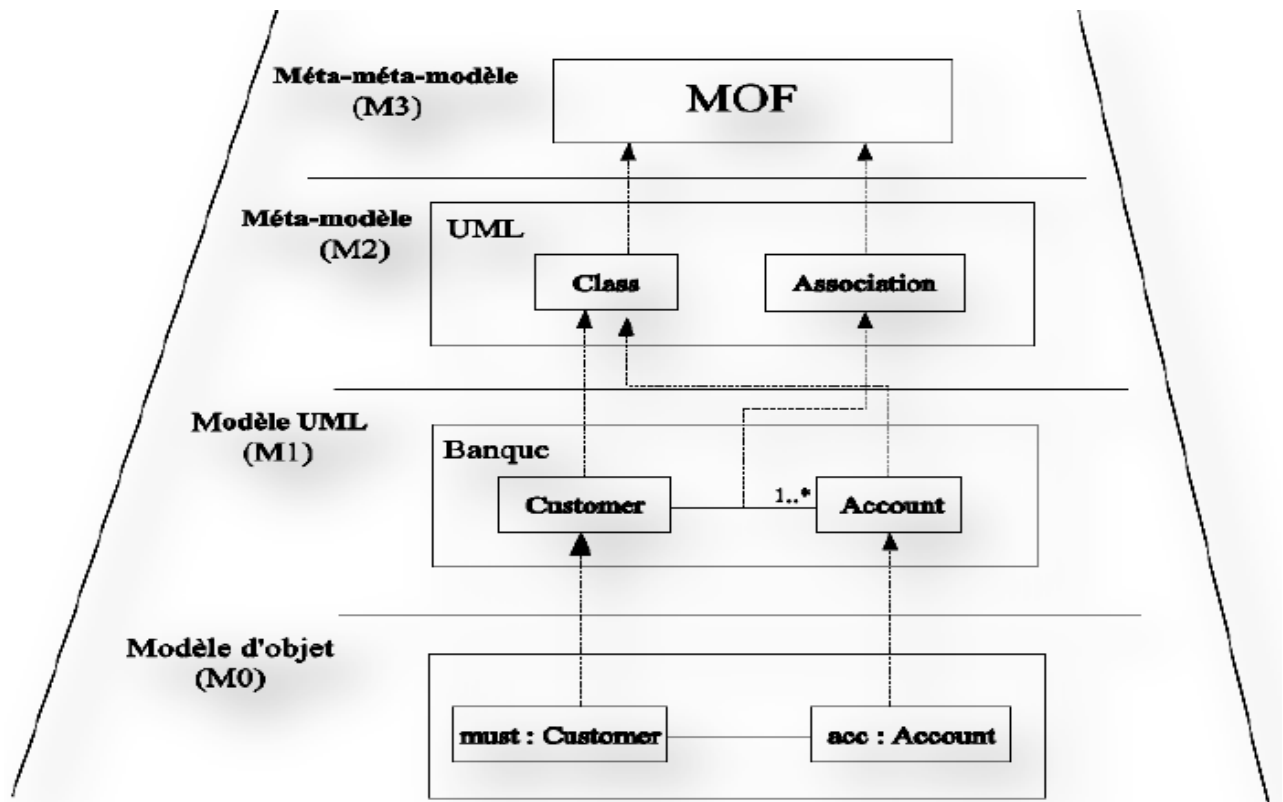 Méta-méta-modèle
(M3)
MOF
Méta-modèle
(M2)
UML
Class
Association
Modèle UML
(M1)
Banque
Customer
1..*
Account
Modèle d'objet
(M0)
must : Customer
acc : Account